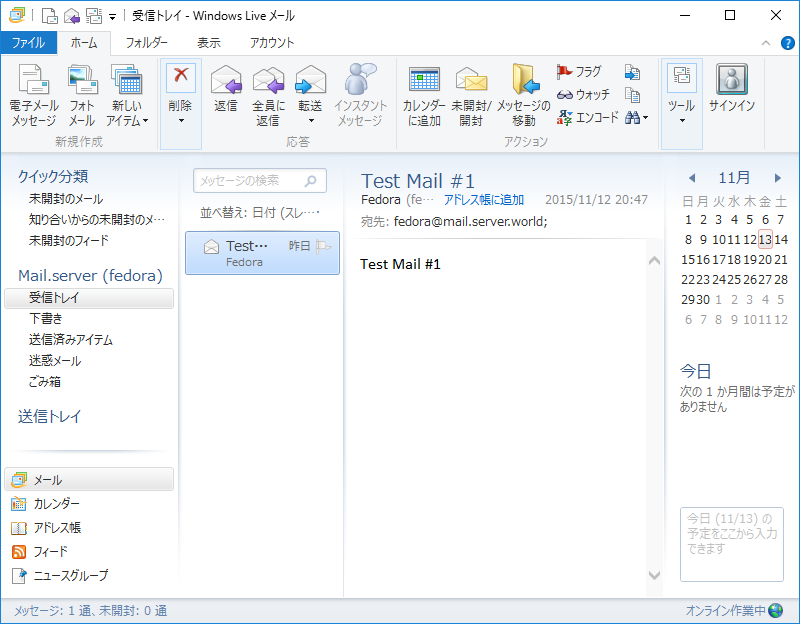 受信トレイ - Windows Live メール
ファイル ホーム フォルダー 表示 アカウント
電子メール メッセージ
フォト メール
新しい アイテム
削除
返信
全員に 返信
転送
インスタント メッセージ
カレンダー に追加
未開封/ 開封
メッセージの 移動
フラグ
ウォッチ
エンコード
ツール
サインイン
新規作成 応答 アクション
クイック分類
未開封のメール
知り合いからの未開封のメ…
未開封のフィード
Mail.server (fedora)
受信トレイ
下書き
送信済みアイテム
迷惑メール
ごみ箱
送信トレイ
メール
カレンダー
アドレス帳
フィード
ニュースグループ
メッセージの検索
並べ替え: 日付 (スレ…
Test… 昨日
Fedora
Test Mail #1
Fedora (fe… アドレス帳に追加 2015/11/12 20:47
宛先: fedora@mail.server.world;
Test Mail #1
11月
日 月 火 水 木 金 土
1 2 3 4 5 6 7
8 9 10 11 12 13 14
15 16 17 18 19 20 21
22 23 24 25 26 27 28
29 30 1 2 3 4 5
6 7 8 9 10 11 12
今日
次の 1 か月間は予定が
ありません
今日 (11/13) の
予定をここから入力
できます
メッセージ: 1 通、未開封: 0 通 オンライン作業中